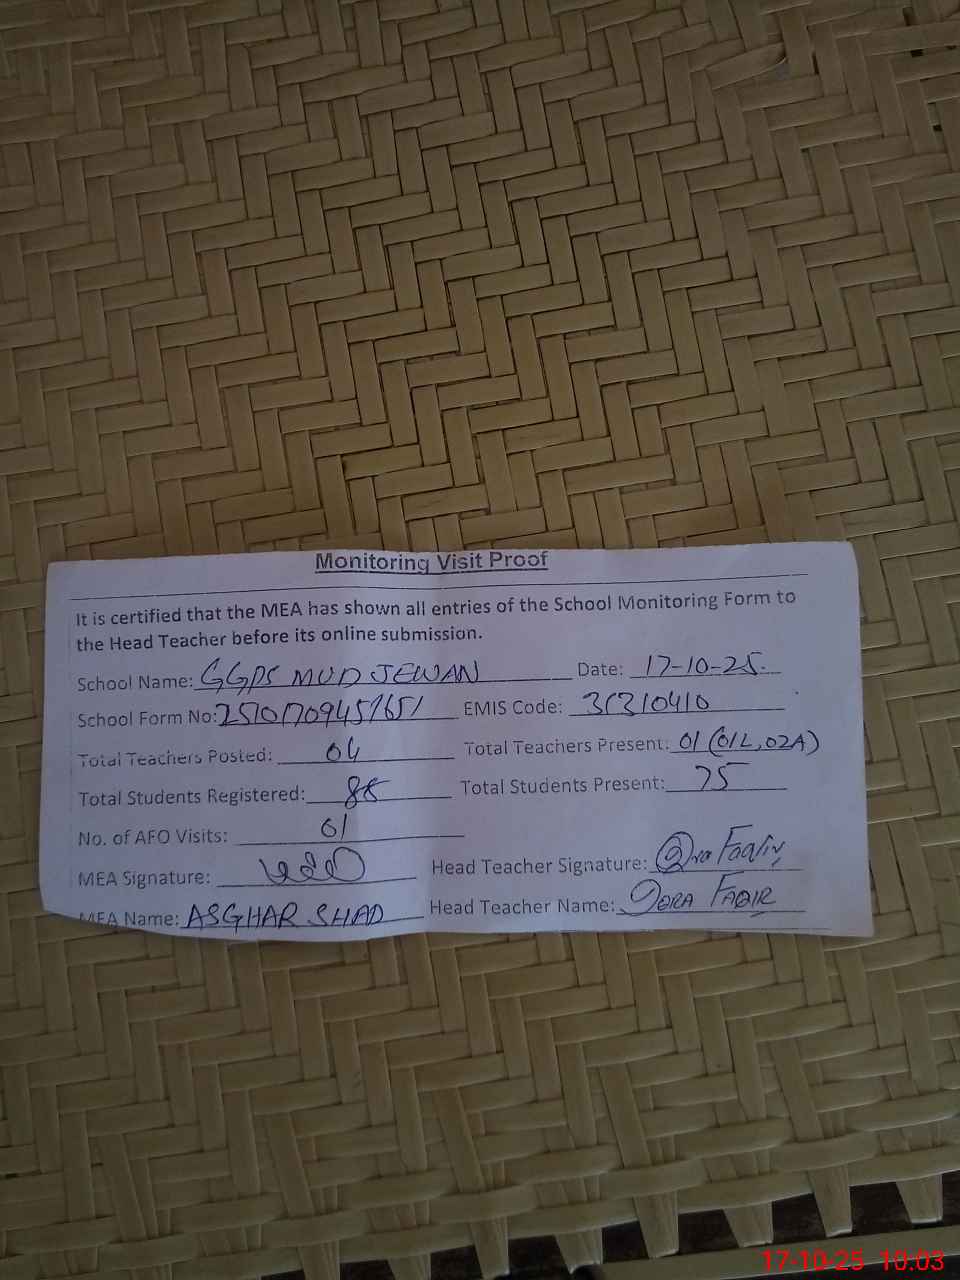 Monitoring Visit Proof
It is certified that the MEA has shown all entries of the School Monitoring Form to
the Head Teacher before its online submission.
School Name: GGPS MUD JEWAN Date: 17-10-25.
School Form No: EMIS Code: 31310410
Total Teachers Posted: 04 Total Teachers Present: 01 (01L, 02A)
Total Students Registered: Total Students Present: 75
No. of AFO Visits: 01
MEA Signature: Head Teacher Signature: Faqir
MEA Name: ASGHAR SHAD Head Teacher Name: IQRA FAQIR
17-10-25 10:03